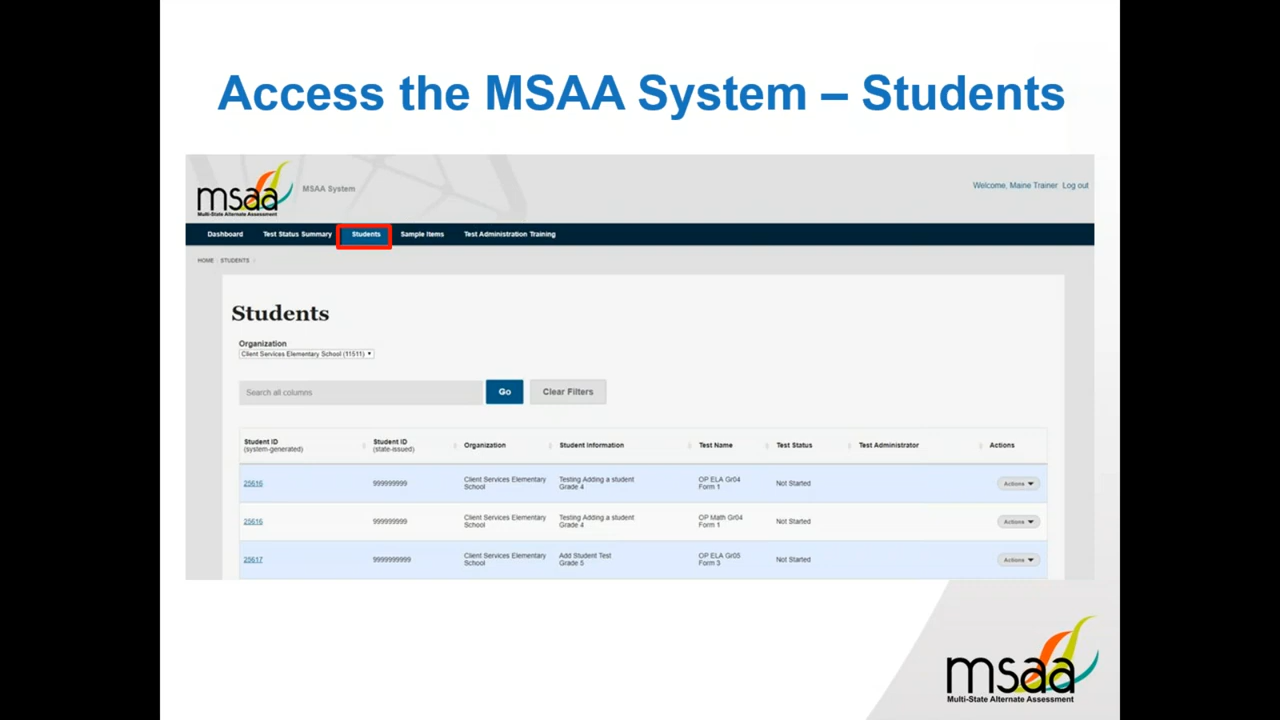 Access the MSAA System – Students
msaa
Multi-State Alternate Assessment
MSAA System
Welcome, Maine Trainer Log out
Dashboard Test Status Summary Students Sample Items Test Administration Training
HOME STUDENTS /
Students
Organization
Client Services Elementary School (11511)
Search all columns Go Clear Filters
Student ID (system-generated) Student ID (state-issued) Organization Student Information Test Name Test Status Test Administrator Actions
25616 999999999 Client Services Elementary School Testing Adding a student Grade 4 OP ELA Gr04 Form 1 Not Started Actions
25616 999999999 Client Services Elementary School Testing Adding a student Grade 4 OP Math Gr04 Form 1 Not Started Actions
25617 9999999999 Client Services Elementary School Add Student Test Grade 5 OP ELA Gr05 Form 3 Not Started Actions
msaa
Multi-State Alternate Assessment